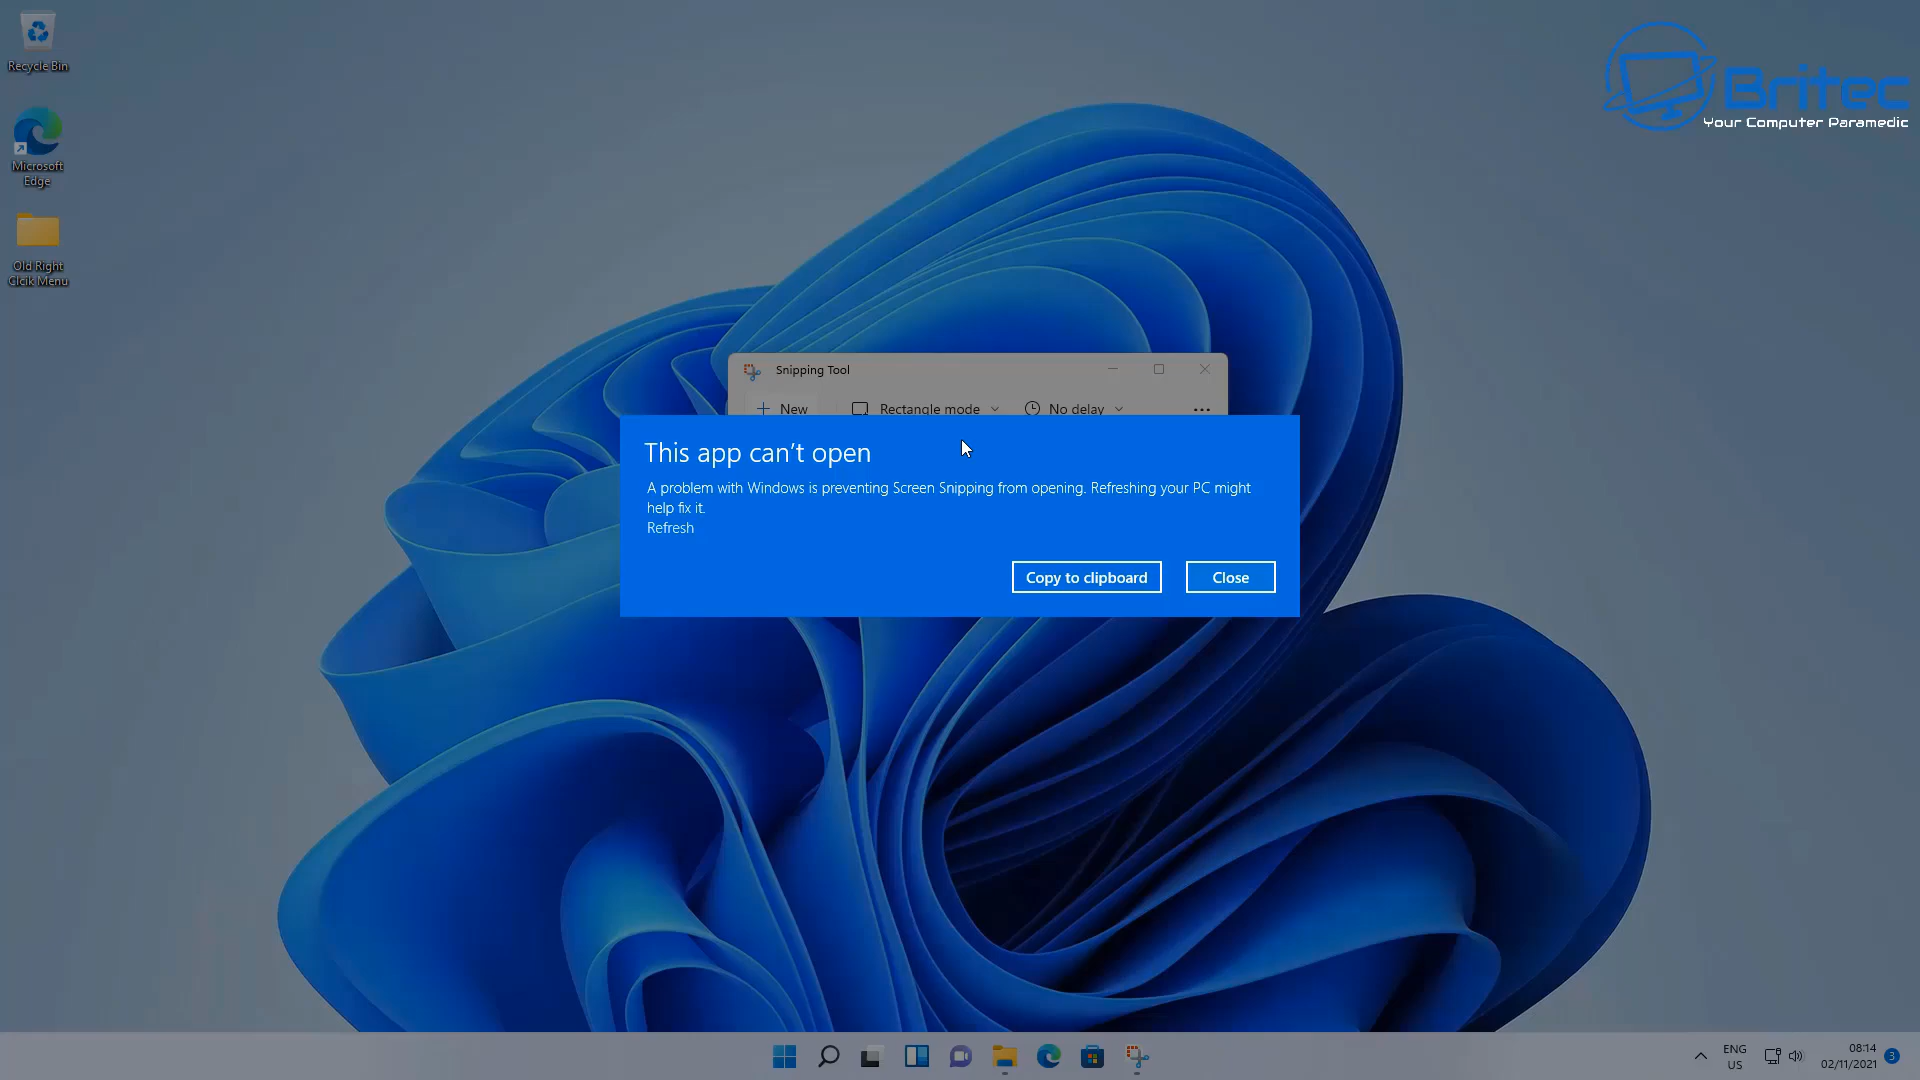 Recycle Bin
Microsoft
Edge
Old Right
Clcik Menu
Britec
Your Computer Paramedic
Snipping Tool
New
Rectangle mode
No delay
This app can't open
A problem with Windows is preventing Screen Snipping from opening. Refreshing your PC might
help fix it.
Refresh
Copy to clipboard
Close
ENG
US
08:14
02/11/2021
3